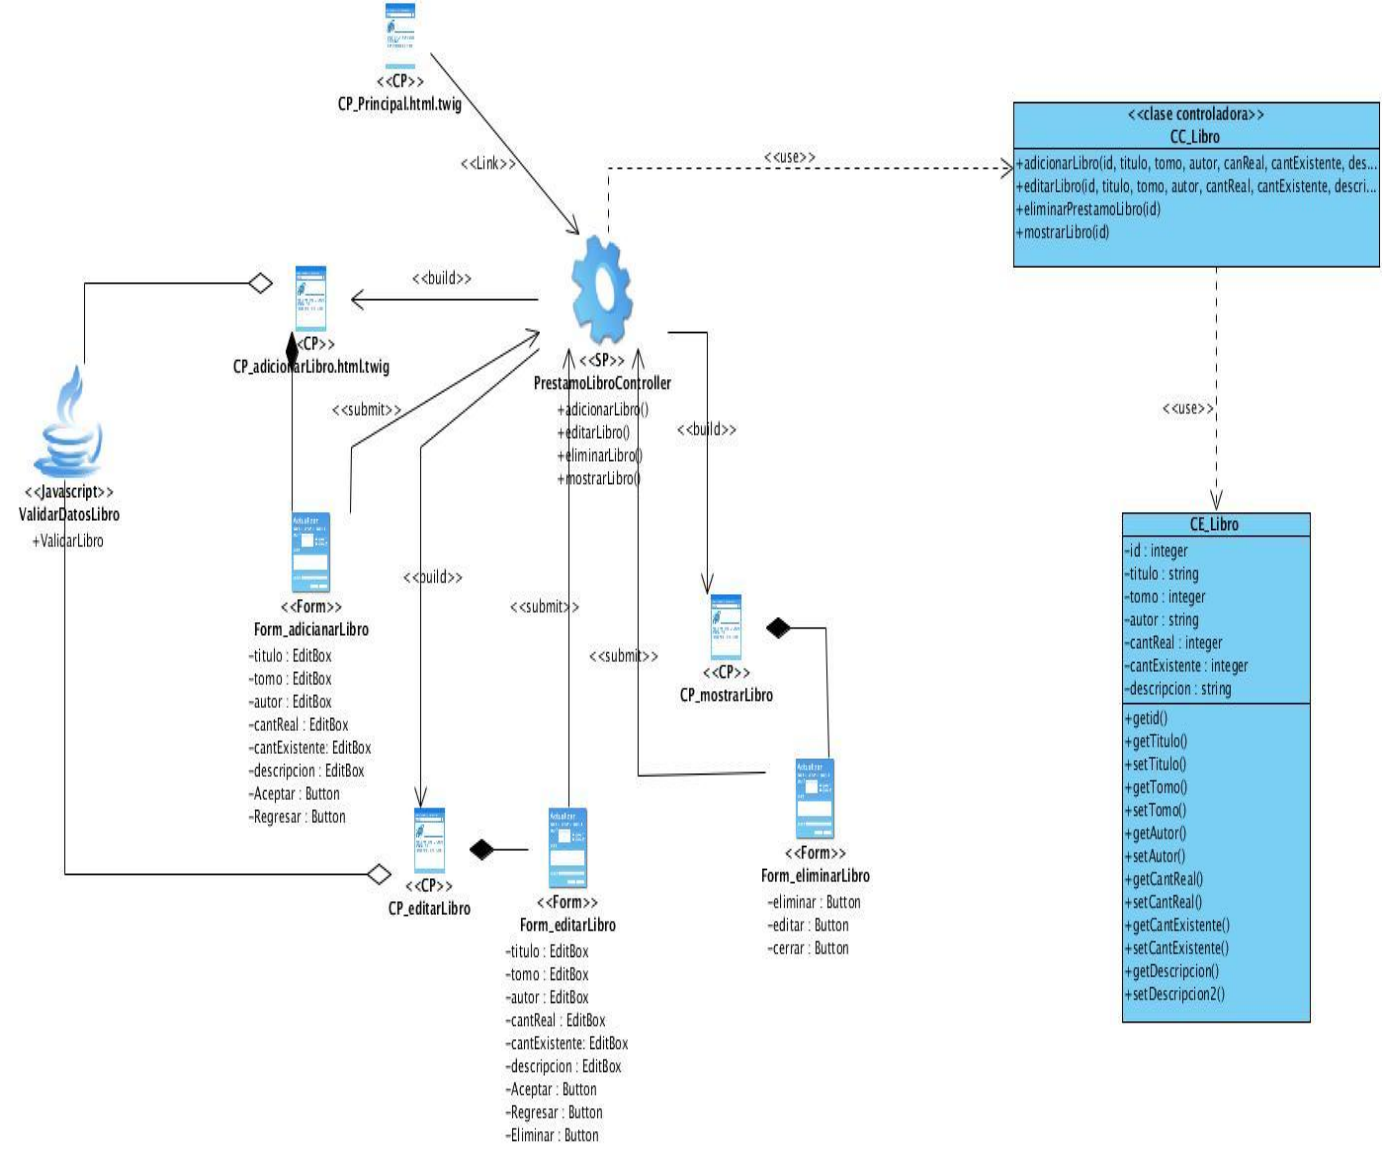 <<CP>>
CP_Principal.html.twig
<<Link>>
<<use>>
<<clase controladora>>
CC_Libro
+adicionarLibro(id, titulo, tomo, autor, canReal, cantExistente, des...
+editarLibro(id, titulo, tomo, autor, cantReal, cantExistente, descri...
+eliminarPrestamoLibro(id)
+mostrarLibro(id)
<<build>>
<<CP>>
CP_adicionarLibro.html.twig
<<submit>>
<<SP>>
PrestamoLibroController
+adicionarLibro()
+editarLibro()
+eliminarLibro()
+mostrarLibro()
<<build>>
<<use>>
<<Javascript>>
ValidarDatosLibro
+ValidarLibro
<<build>>
<<submit>>
<<submit>>
<<Form>>
Form_adicianarLibro
-titulo : EditBox
-tomo : EditBox
-autor : EditBox
-cantReal : EditBox
-cantExistente: EditBox
-descripcion : EditBox
-Aceptar : Button
-Regresar : Button
<<CP>>
CP_mostrarLibro
CE_Libro
-id : integer
-titulo : string
-tomo : integer
-autor : string
-cantReal : integer
-cantExistente : integer
-descripcion : string
+getid()
+getTitulo()
+setTitulo()
+getTomo()
+setTomo()
+getAutor()
+setAutor()
+getCantReal()
+setCantReal()
+getCantExistente()
+setCantExistente()
+getDescripcion()
+setDescripcion2()
<<CP>>
CP_editarLibro
<<Form>>
Form_editarLibro
-titulo : EditBox
-tomo : EditBox
-autor : EditBox
-cantReal : EditBox
-cantExistente: EditBox
-descripcion : EditBox
-Aceptar : Button
-Regresar : Button
-Eliminar : Button
<<Form>>
Form_eliminarLibro
-eliminar : Button
-editar : Button
-cerrar : Button